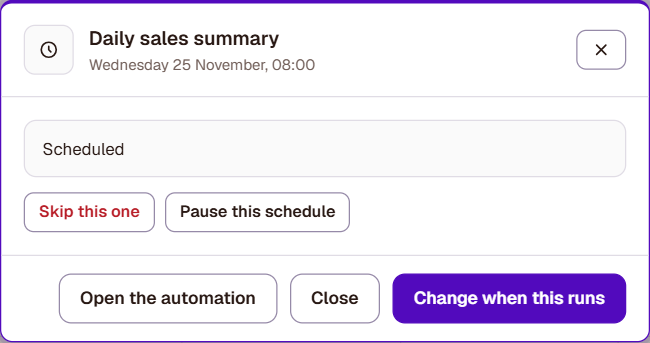 Daily sales summary
Wednesday 25 November, 08:00
Scheduled
Skip this one
Pause this schedule
Open the automation
Close
Change when this runs